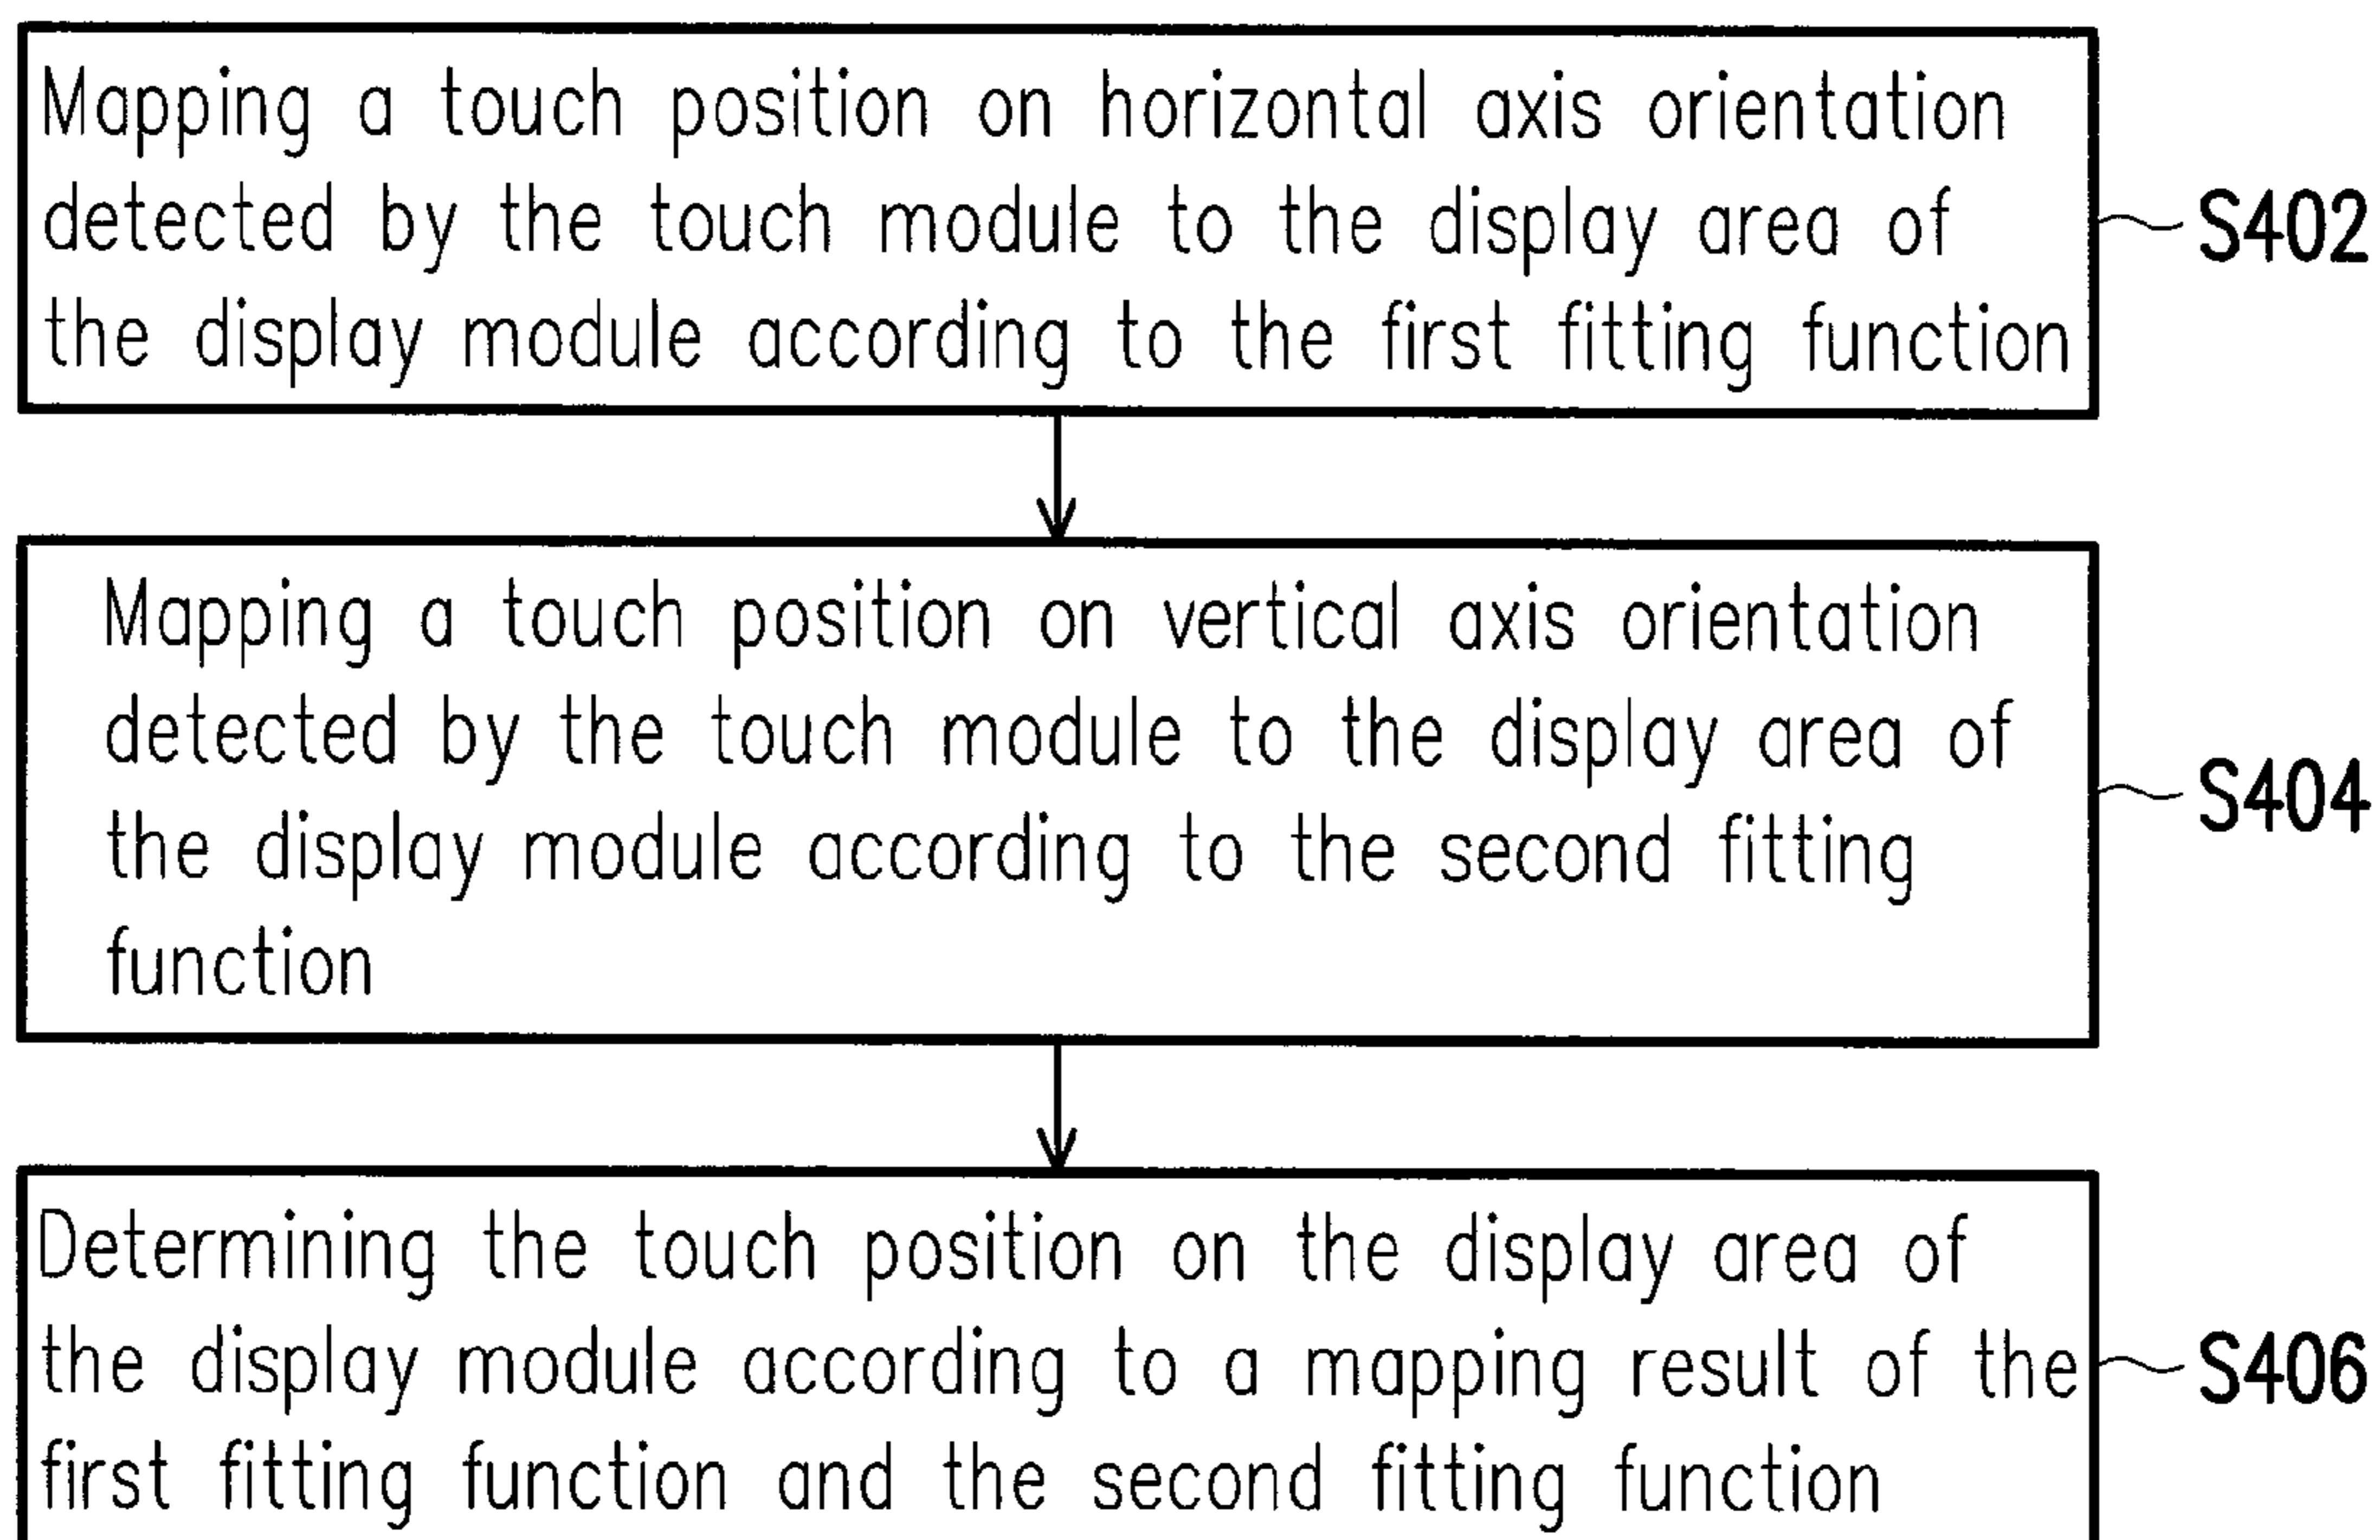 Mapping a touch position on horizontal axis orientation
detected by the touch module to the display area of
the display module according to the first fitting function
S402
Mapping a touch position on vertical axis orientation
detected by the touch module to the display area of
the display module according to the second fitting
function
S404
Determining the touch position on the display area of
the display module according to a mapping result of the
first fitting function and the second fitting function
S406